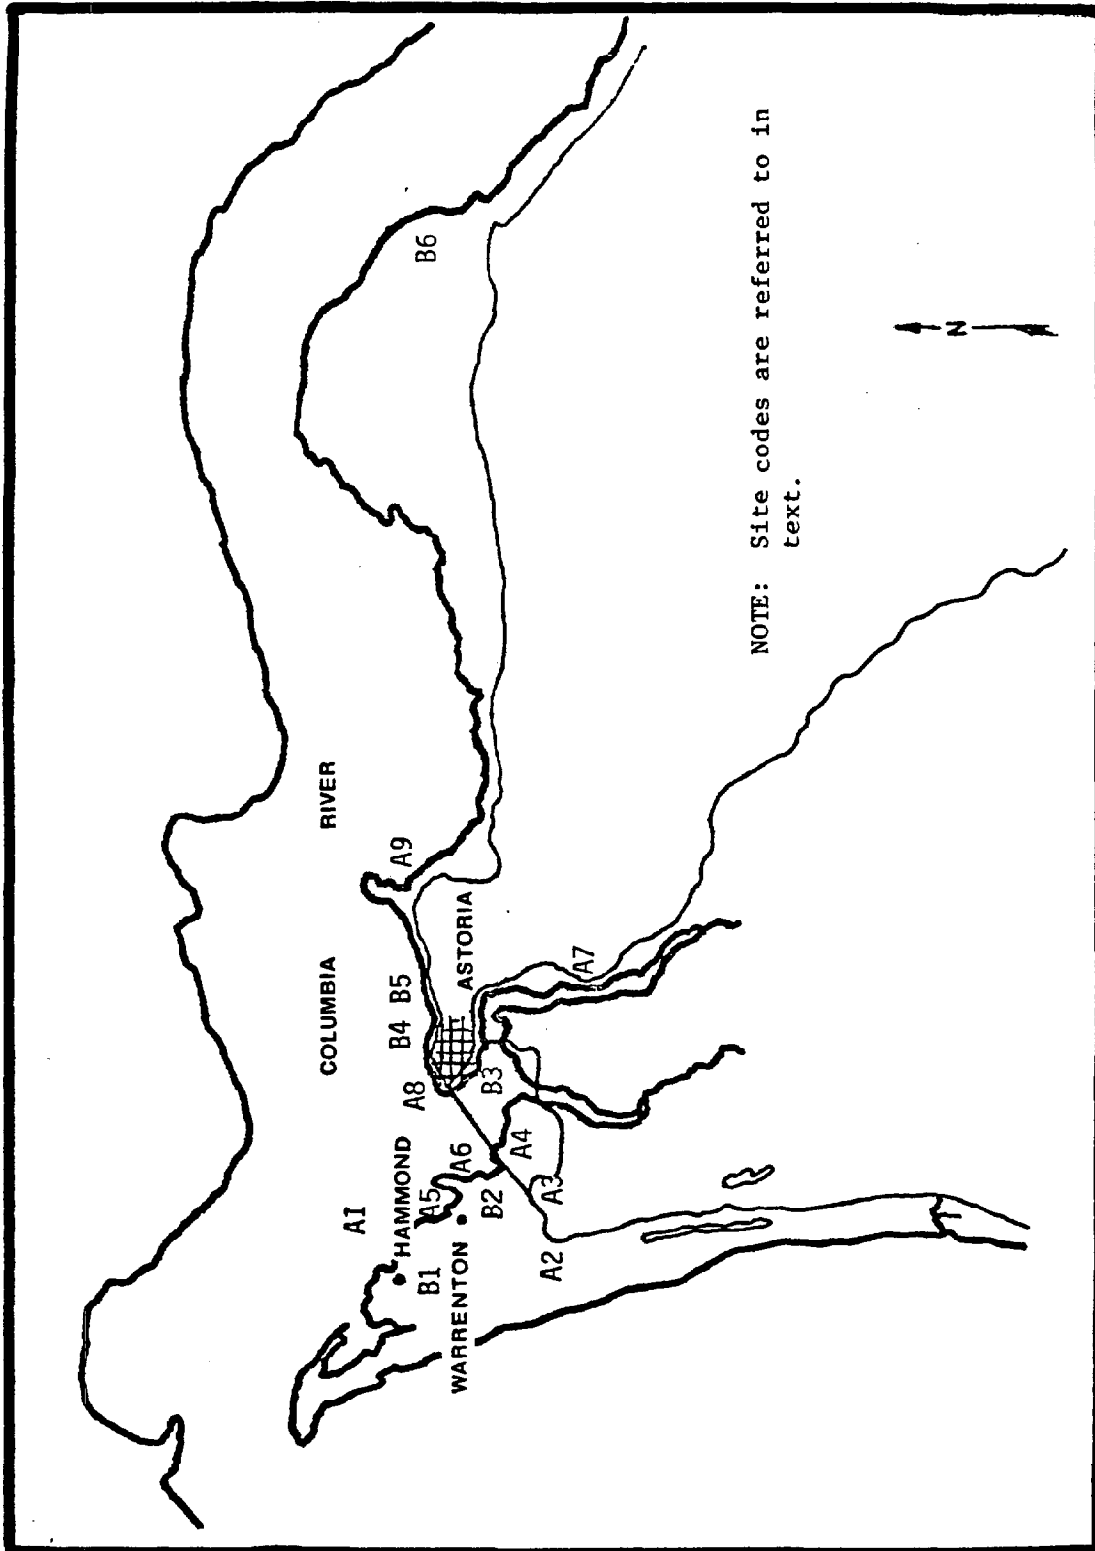 COLUMBIA RIVER
A1
HAMMOND
A8
B4 B5
A9
B6
B1
A5
A6
WARRENTON
B2
B3
ASTORIA
A4
A3
A2
A7
N
NOTE: Site codes are referred to in
text.